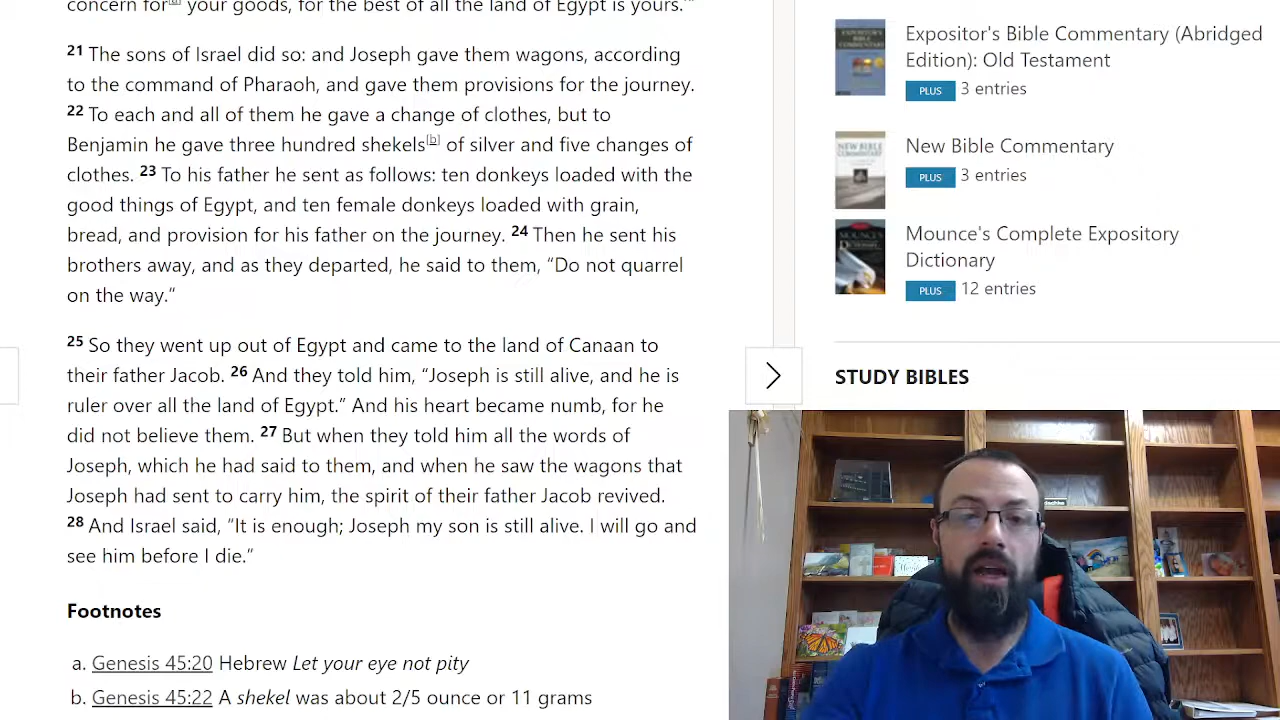 concern for[a] your goods, for the best of all the land of Egypt is yours.'"
21 The sons of Israel did so: and Joseph gave them wagons, according
to the command of Pharaoh, and gave them provisions for the journey.
22 To each and all of them he gave a change of clothes, but to
Benjamin he gave three hundred shekels[b] of silver and five changes of
clothes. 23 To his father he sent as follows: ten donkeys loaded with the
good things of Egypt, and ten female donkeys loaded with grain,
bread, and provision for his father on the journey. 24 Then he sent his
brothers away, and as they departed, he said to them, “Do not quarrel
on the way.”
25 So they went up out of Egypt and came to the land of Canaan to
their father Jacob. 26 And they told him, “Joseph is still alive, and he is
ruler over all the land of Egypt.” And his heart became numb, for he
did not believe them. 27 But when they told him all the words of
Joseph, which he had said to them, and when he saw the wagons that
Joseph had sent to carry him, the spirit of their father Jacob revived.
28 And Israel said, “It is enough; Joseph my son is still alive. I will go and
see him before I die.”
Footnotes
a. Genesis 45:20 Hebrew Let your eye not pity
b. Genesis 45:22 A shekel was about 2/5 ounce or 11 grams
Expositor's Bible Commentary (Abridged
Edition): Old Testament
PLUS 3 entries
New Bible Commentary
PLUS 3 entries
Mounce's Complete Expository
Dictionary
PLUS 12 entries
STUDY BIBLES